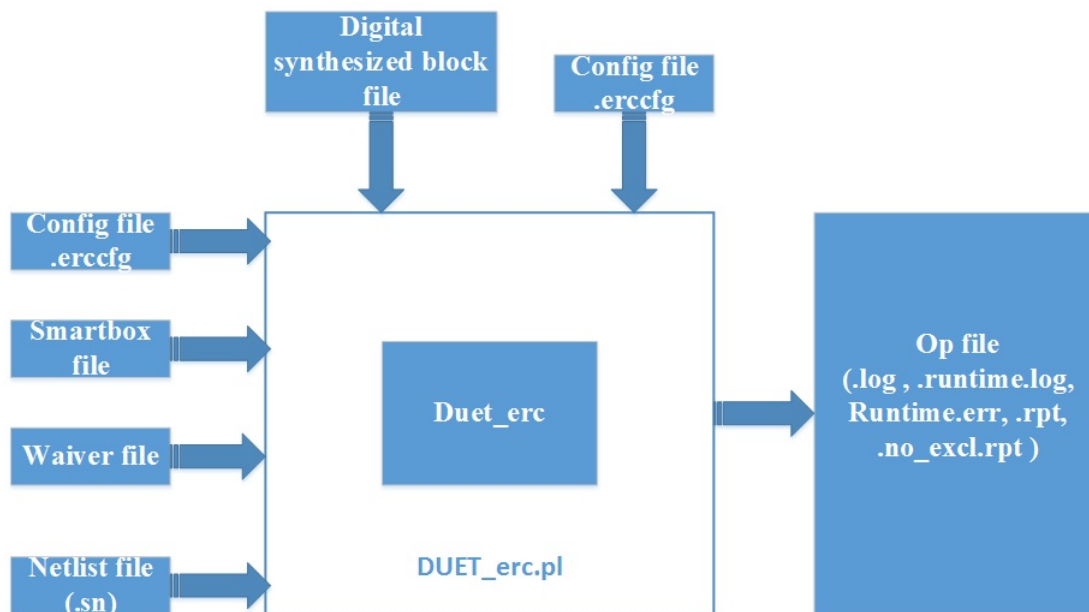 Digital
synthesized block
file
Config file
.erccfg
Config file
.erccfg
Smartbox
file
Waiver file
Netlist file
(.sn)
Duet_erc
DUET_erc.pl
Op file
(.log , .runtime.log,
Runtime.err, .rpt,
.no_excl.rpt )